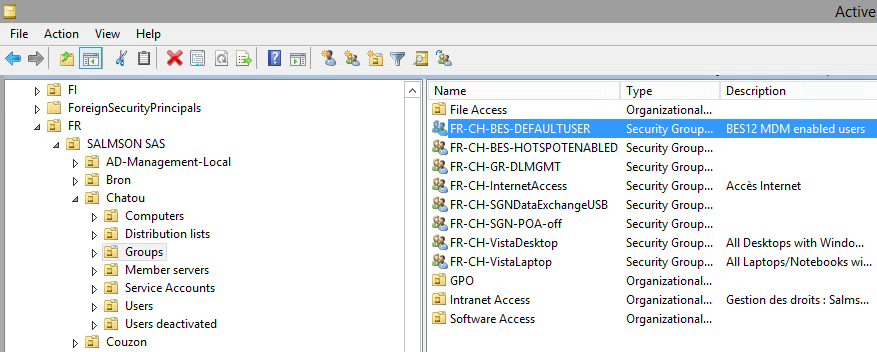 Active
File Action View Help
FI
ForeignSecurityPrincipals
FR
SALMSON SAS
AD-Management-Local
Bron
Chatou
Computers
Distribution lists
Groups
Member servers
Service Accounts
Users
Users deactivated
Couzon
Name Type Description
File Access Organizational...
FR-CH-BES-DEFAULTUSER Security Group... BES12 MDM enabled users
FR-CH-BES-HOTSPOTENABLED Security Group...
FR-CH-GR-DLMGMT Security Group...
FR-CH-InternetAccess Security Group... Accès Internet
FR-CH-SGNDataExchangeUSB Security Group...
FR-CH-SGN-POA-off Security Group...
FR-CH-VistaDesktop Security Group... All Desktops with Windo...
FR-CH-VistaLaptop Security Group... All Laptops/Notebooks wi...
GPO Organizational...
Intranet Access Organizational... Gestion des droits : Salms...
Software Access Organizational...